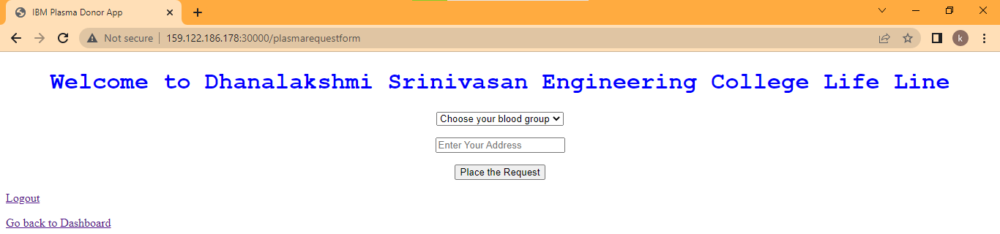 IBM Plasma Donor App
Not secure 159.122.186.178:30000/plasmarequestform
k
Welcome to Dhanalakshmi Srinivasan Engineering College Life Line
Choose your blood group
Enter Your Address
Place the Request
Logout
Go back to Dashboard